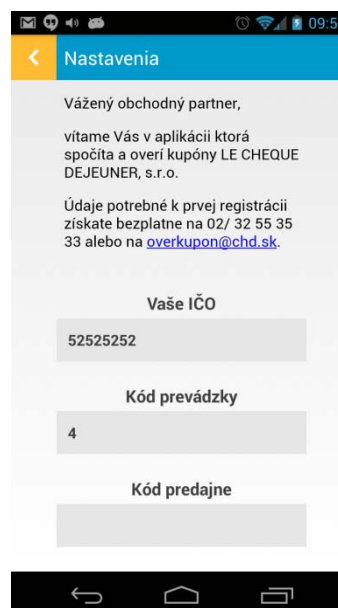 09:5
Nastavenia
Vážený obchodný partner,
vítame Vás v aplikácii ktorá
spočíta a overí kupóny LE CHEQUE
DEJEUNER, s.r.o.
Údaje potrebné k prvej registrácii
získate bezplatne na 02/ 32 55 35
33 alebo na overkupon@chd.sk.
Vaše IČO
52525252
Kód prevádzky
4
Kód predajne